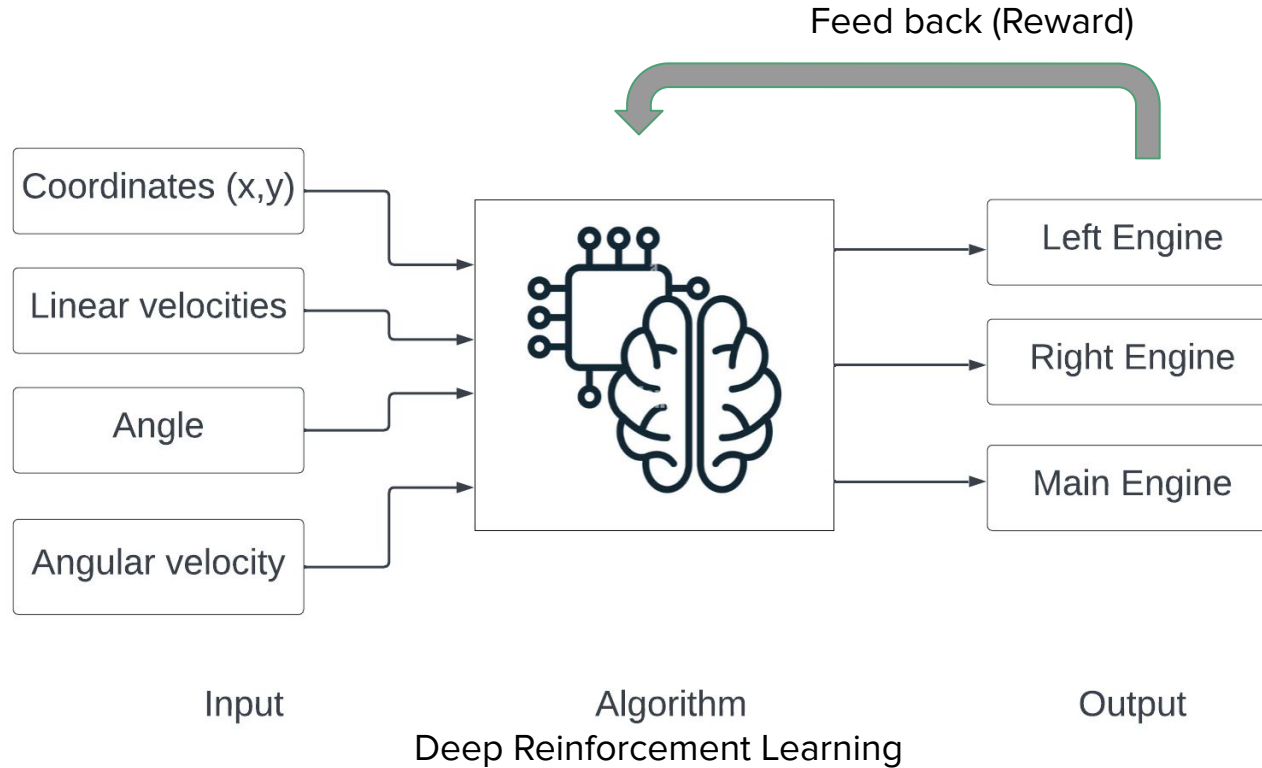 Feed back (Reward)
Coordinates (x,y)
Linear velocities
Angle
Angular velocity
Left Engine
Right Engine
Main Engine
Input
Algorithm
Output
Deep Reinforcement Learning